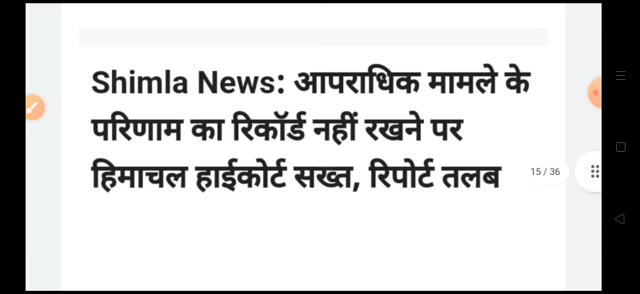 Shimla News: आपराधिक मामले के
परिणाम का रिकॉर्ड नहीं रखने पर
हिमाचल हाईकोर्ट सख्त, रिपोर्ट तलब
15 / 36